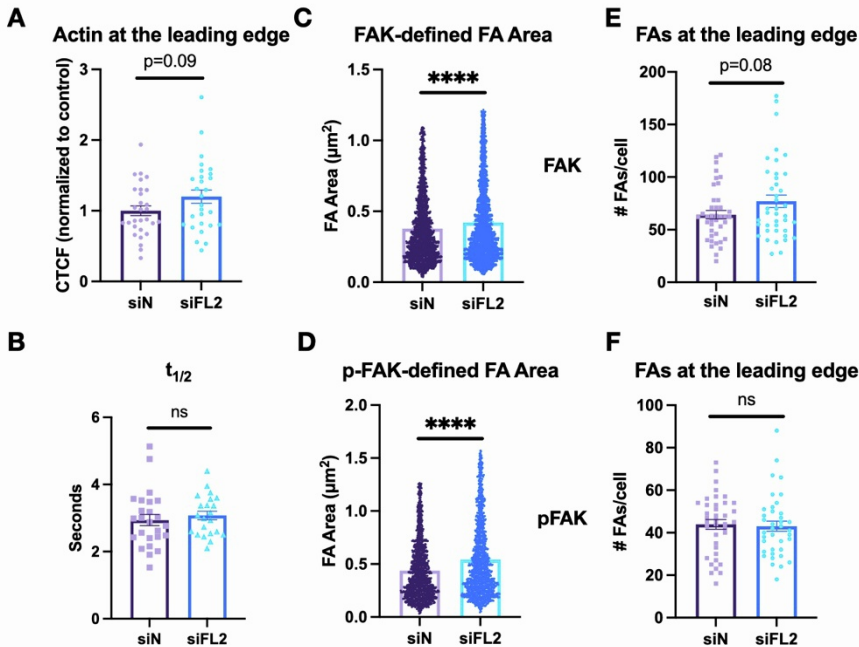 A
Actin at the leading edge
p=0.09
CTCF (normalized to control)
3
2
1
0
siN
siFL2
B
t1/2
ns
Seconds
6
4
2
0
siN
siFL2
C
FAK-defined FA Area
****
FA Area (µm²)
1.5
1.0
0.5
0.0
siN
siFL2
FAK
D
p-FAK-defined FA Area
****
FA Area (µm²)
2.0
1.5
1.0
0.5
0.0
siN
siFL2
pFAK
E
FAs at the leading edge
p=0.08
# FAs/cell
200
150
100
50
0
siN
siFL2
F
FAs at the leading edge
ns
# FAs/cell
100
80
60
40
20
0
siN
siFL2